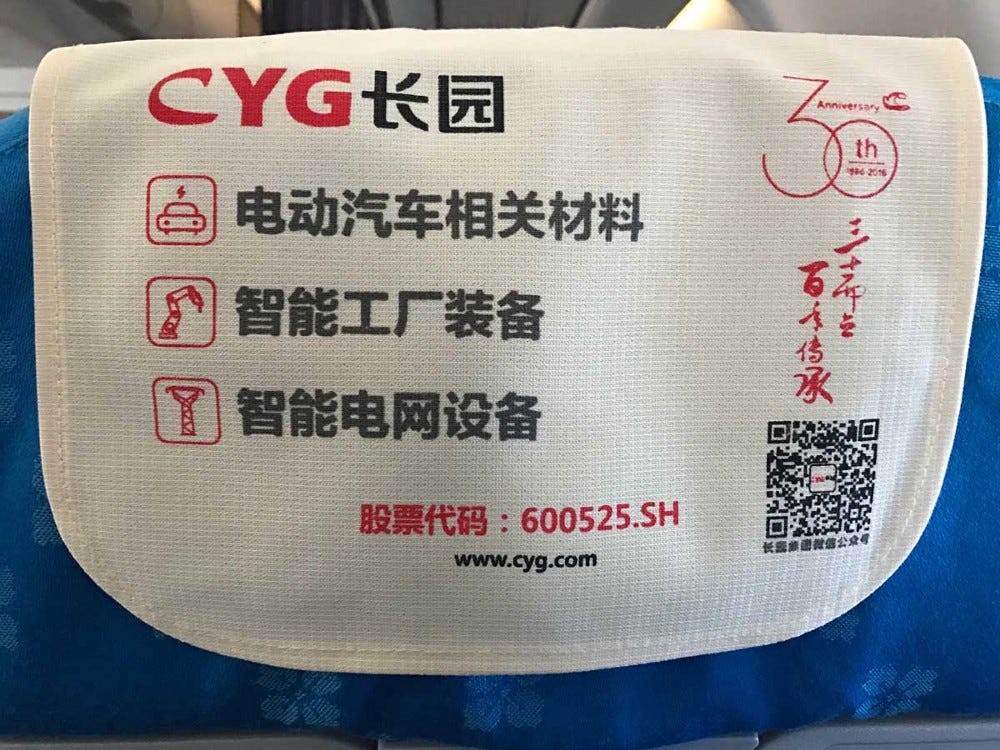 CYG长园
电动汽车相关材料
智能工厂装备
智能电网设备
股票代码：600525.SH
www.cyg.com
30th
Anniversary
1986-2016
三十而立
百年传承
CYG
长园集团微信公众号